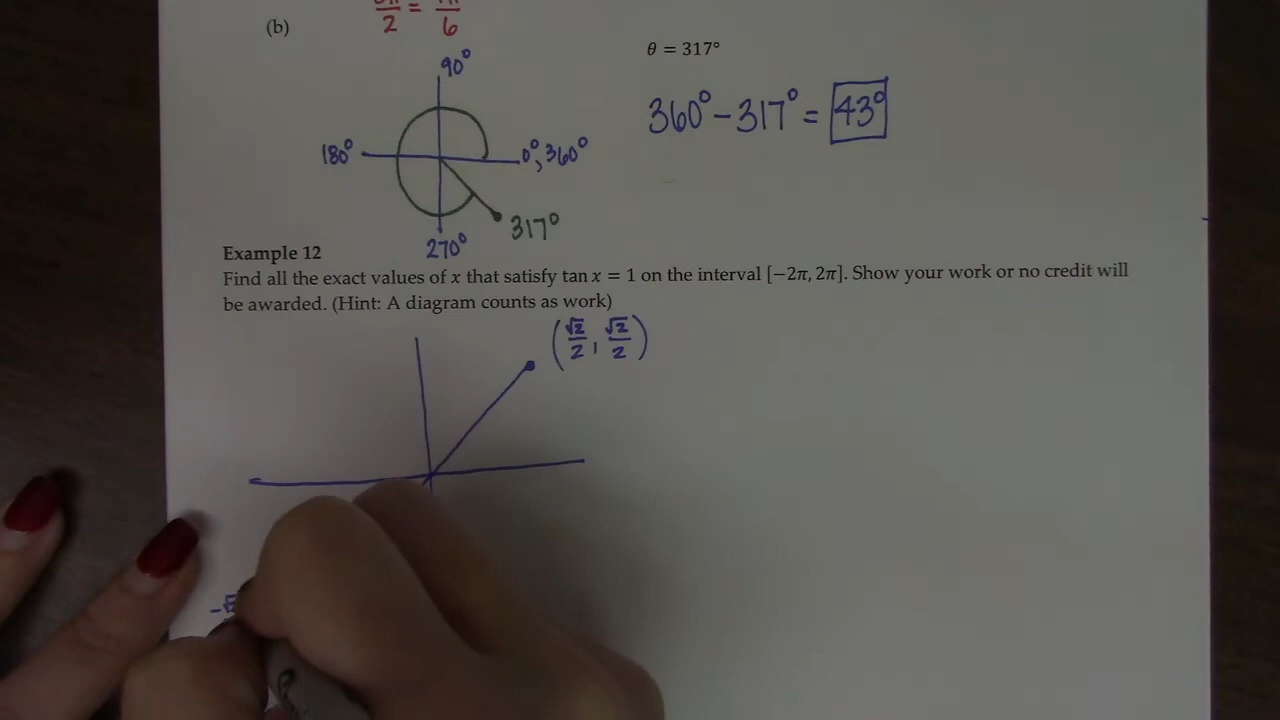 (b)
2 = 6
θ = 317°
90°
360° − 317° = 43°
180°
0°, 360°
317°
270°
Example 12
Find all the exact values of x that satisfy tan x = 1 on the interval [−2π, 2π]. Show your work or no credit will
be awarded. (Hint: A diagram counts as work)
(√2/2, √2/2)